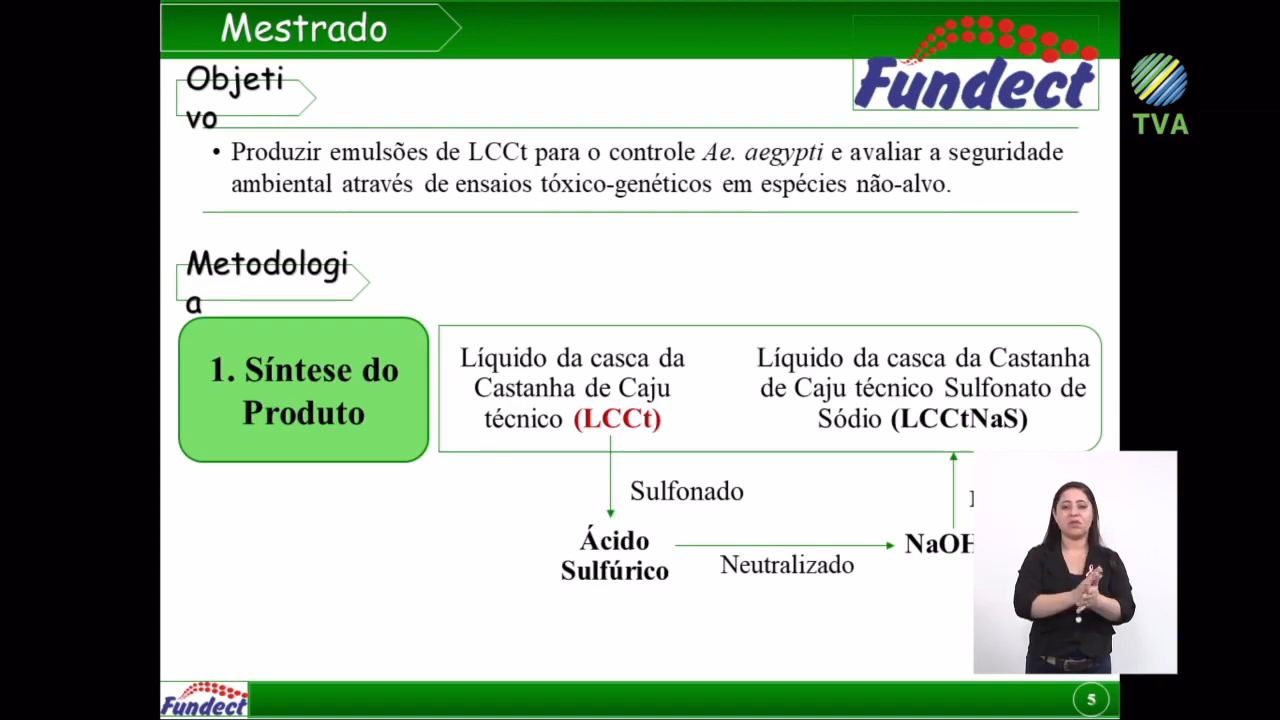 Mestrado
Fundect
TVA
Objeti
vo
• Produzir emulsões de LCCt para o controle Ae. aegypti e avaliar a seguridade
ambiental através de ensaios tóxico-genéticos em espécies não-alvo.
Metodologi
a
1. Síntese do
Produto
Líquido da casca da
Castanha de Caju
técnico (LCCt)
Líquido da casca da Castanha
de Caju técnico Sulfonato de
Sódio (LCCtNaS)
Sulfonado
Ácido
Sulfúrico
Neutralizado
NaOH
Fundect
5